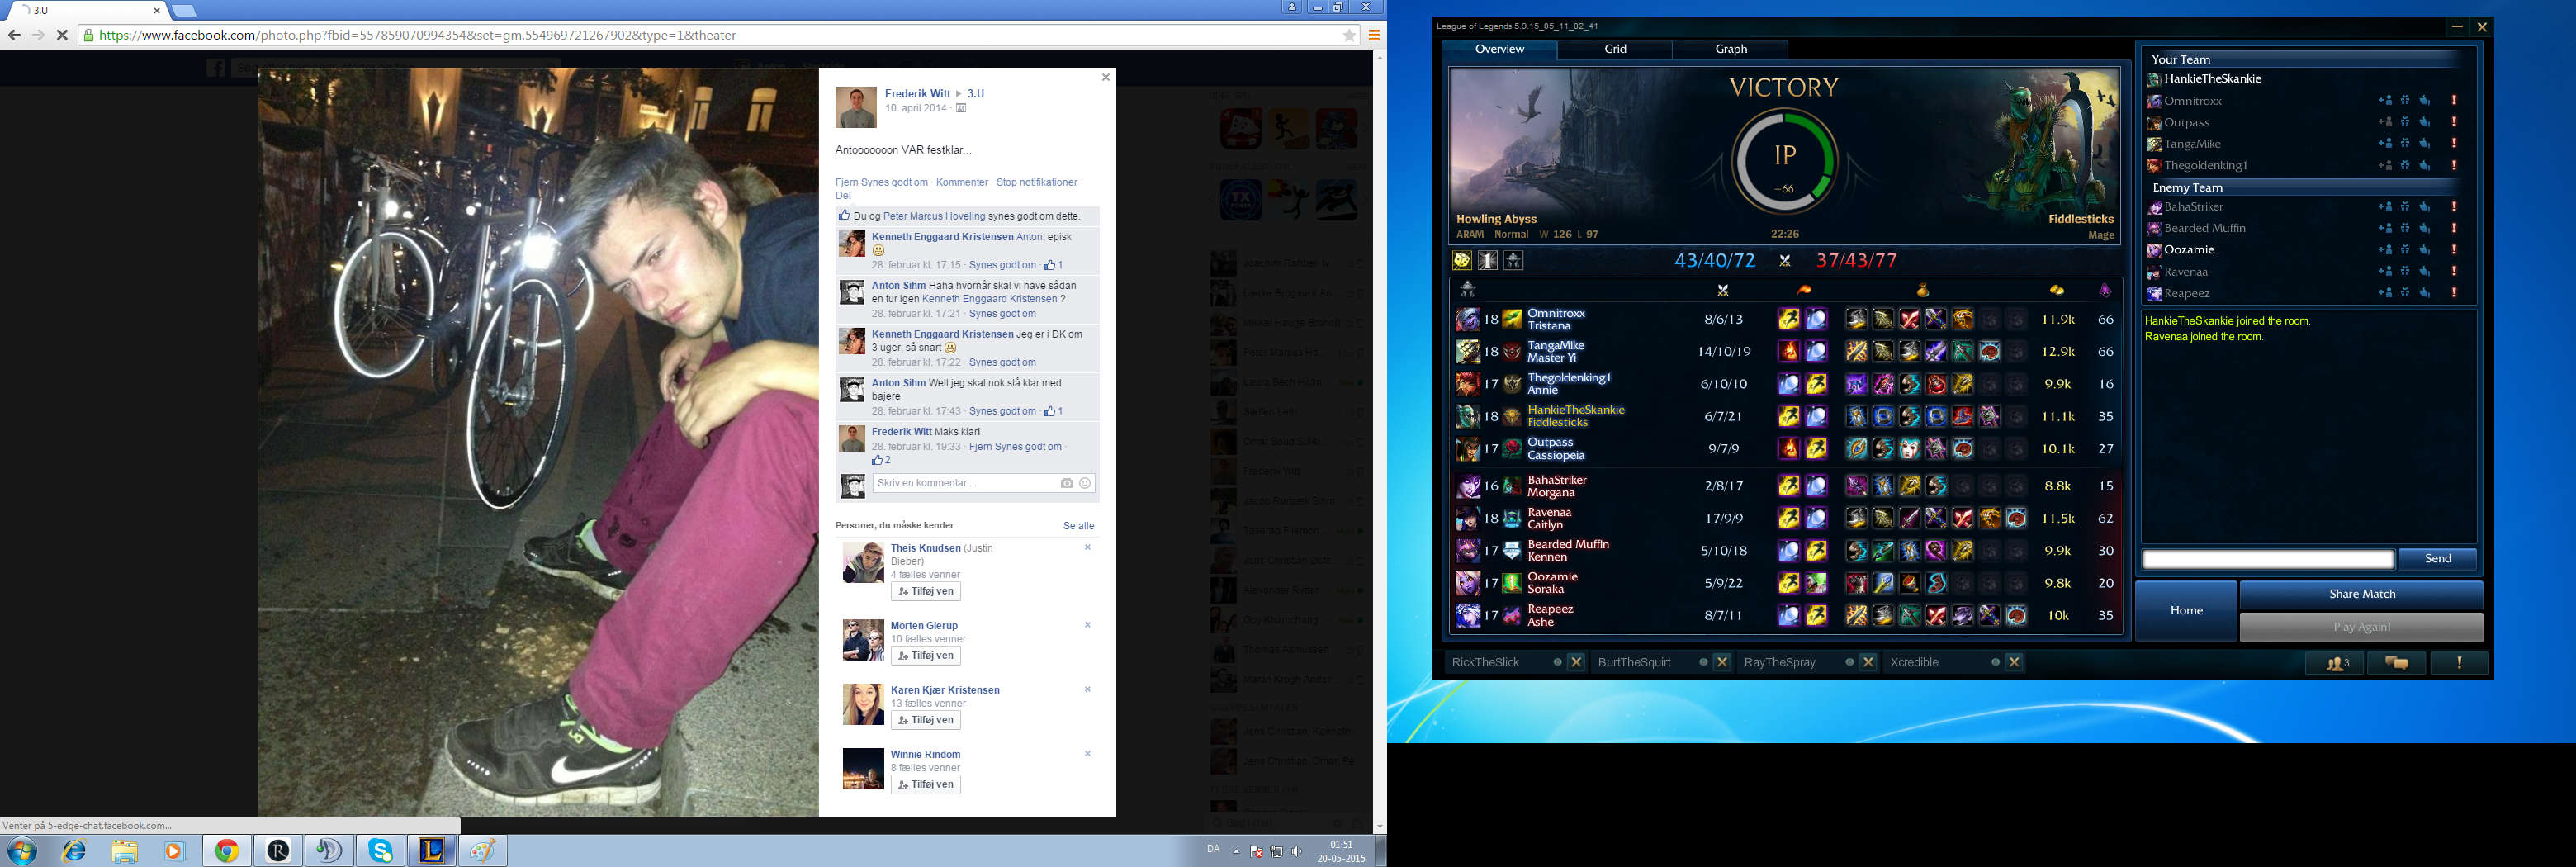 3.U
https://www.facebook.com/photo.php?fbid=557859070994354&set=gm.554969721267902&type=1&theater
Frederik Witt ▸ 3.U
10. april 2014 ·
Antooooooon VAR festklar...
Fjern Synes godt om · Kommenter · Stop notifikationer ·
Del
Du og Peter Marcus Hoveling synes godt om dette.
Kenneth Enggaard Kristensen Anton, episk
28. februar kl. 17:15 · Synes godt om · 1
Anton Sihm Haha hvornår skal vi have sådan
en tur igen Kenneth Enggaard Kristensen ?
28. februar kl. 17:21 · Synes godt om
Kenneth Enggaard Kristensen Jeg er i DK om
3 uger, så snart
28. februar kl. 17:22 · Synes godt om
Anton Sihm Well jeg skal nok stå klar med
bajere
28. februar kl. 17:43 · Synes godt om · 1
Frederik Witt Maks klar!
28. februar kl. 19:33 · Fjern Synes godt om ·
2
Skriv en kommentar ...
Personer, du måske kender Se alle
Theis Knudsen (Justin
Bieber)
4 fælles venner
Tilføj ven
Morten Glerup
10 fælles venner
Tilføj ven
Karen Kjær Kristensen
13 fælles venner
Tilføj ven
Winnie Rindom
8 fælles venner
Tilføj ven
Venter på 5-edge-chat.facebook.com...
DA
01:51
20-05-2015
League of Legends 5.9.15_05_11_02_41
Overview Grid Graph
VICTORY
IP
+66
Howling Abyss
ARAM Normal W 126 L 97
22:26
Fiddlesticks
Mage
43/40/72 37/43/77
18 Omnitroxx 8/6/13 11.9k 66
Tristana
18 TangaMike 14/10/19 12.9k 66
Master Yi
17 Thegoldenking1 6/10/10 9.9k 16
Annie
18 HankieTheSkankie 6/7/21 11.1k 35
Fiddlesticks
17 Outpass 9/7/9 10.1k 27
Cassiopeia
16 BahaStriker 2/8/17 8.8k 15
Morgana
18 Ravenaa 17/9/9 11.5k 62
Caitlyn
17 Bearded Muffin 5/10/18 9.9k 30
Kennen
17 Oozamie 5/9/22 9.8k 20
Soraka
17 Reapeez 8/7/11 10k 35
Ashe
Your Team
HankieTheSkankie
Omnitroxx
Outpass
TangaMike
Thegoldenking1
Enemy Team
BahaStriker
Bearded Muffin
Oozamie
Ravenaa
Reapeez
HankieTheSkankie joined the room.
Ravenaa joined the room.
Send
Home
Share Match
Play Again!
RickTheSlick BurtTheSquirt RayTheSpray Xcredible
3